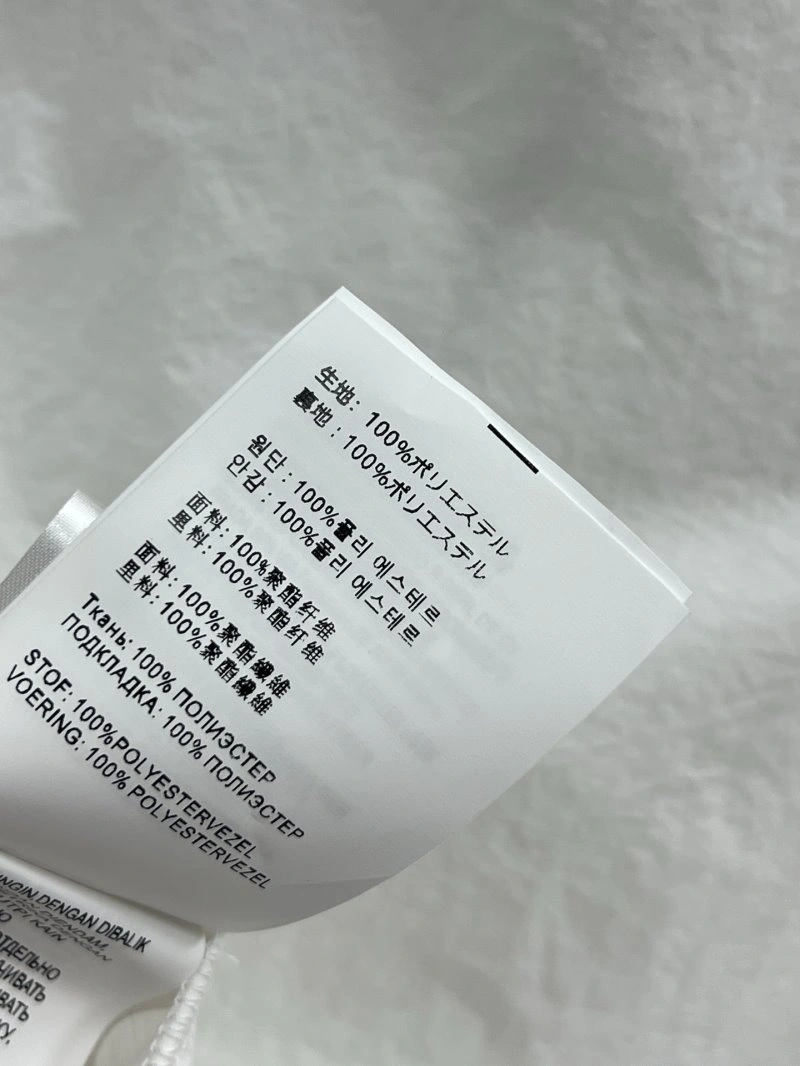 生地: 100%ポリエステル
裏地: 100%ポリエステル
원단: 100%폴리 에스테르
안감: 100%폴리 에스테르
面料: 100%聚酯纤维
里料: 100%聚酯纤维
面料: 100%聚酯纖維
里料: 100%聚酯纖維
Ткань: 100% ПОЛИЭСТЕР
ПОДКЛАДКА: 100% ПОЛИЭСТЕР
STOF: 100%POLYESTERVEZEL
VOERING: 100% POLYESTERVEZEL
DENGAN DIBALIK